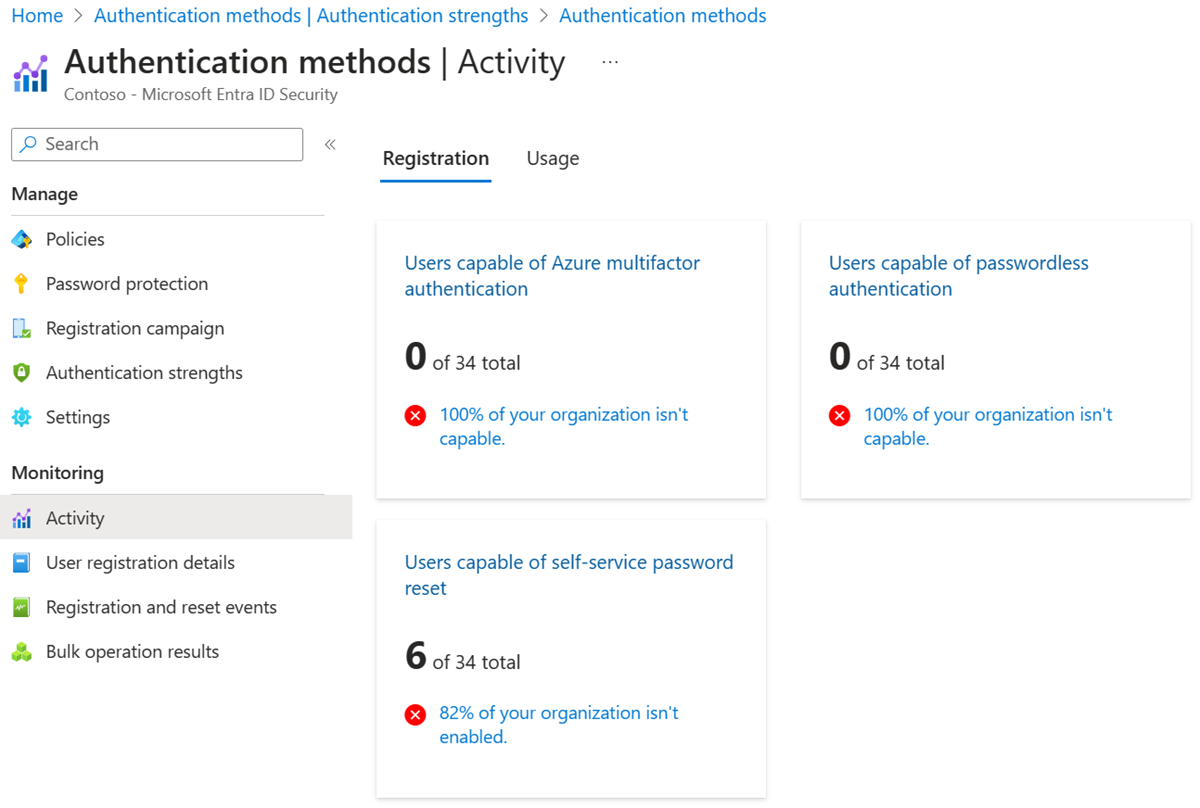 Home > Authentication methods | Authentication strengths > Authentication methods
Authentication methods | Activity ...
Contoso - Microsoft Entra ID Security
Search «
Manage
Policies
Password protection
Registration campaign
Authentication strengths
Settings
Monitoring
Activity
User registration details
Registration and reset events
Bulk operation results
Registration Usage
Users capable of Azure multifactor
authentication
0 of 34 total
100% of your organization isn't
capable.
Users capable of passwordless
authentication
0 of 34 total
100% of your organization isn't
capable.
Users capable of self-service password
reset
6 of 34 total
82% of your organization isn't
enabled.